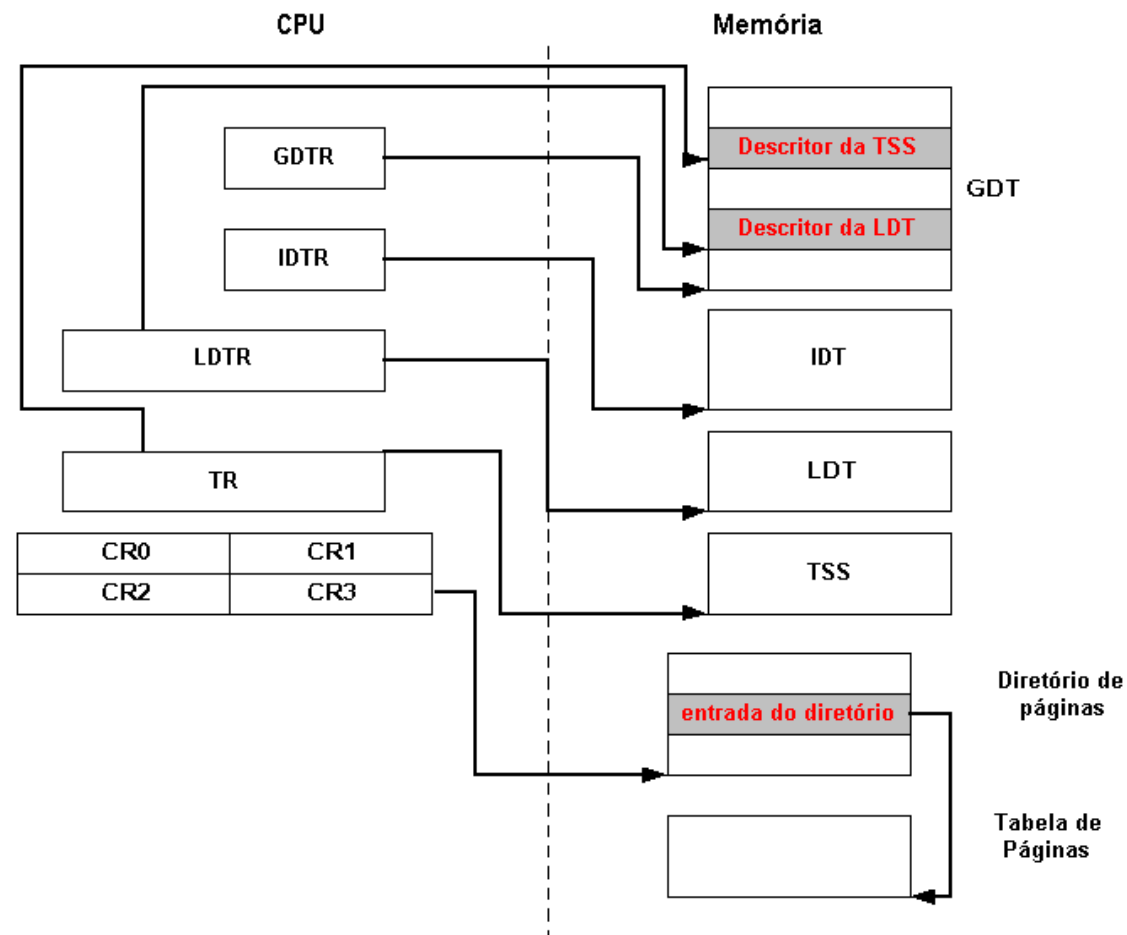 CPU
Memória
GDTR
IDTR
LDTR
TR
CR0
CR1
CR2
CR3
Descritor da TSS
Descritor da LDT
GDT
IDT
LDT
TSS
entrada do diretório
Diretório de
páginas
Tabela de
Páginas